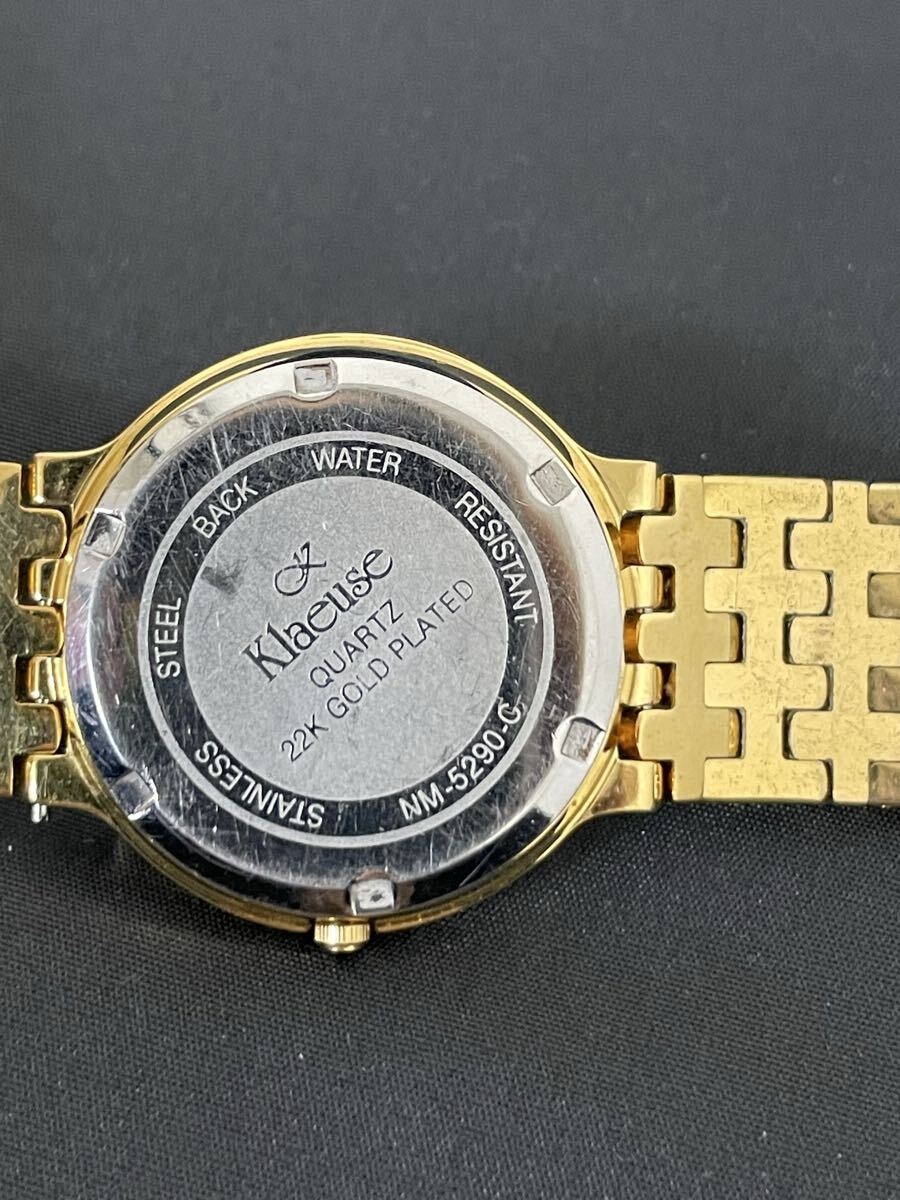 Klaeuse
QUARTZ
22K GOLD PLATED
STAINLESS STEEL BACK WATER RESISTANT
NM-5290-C